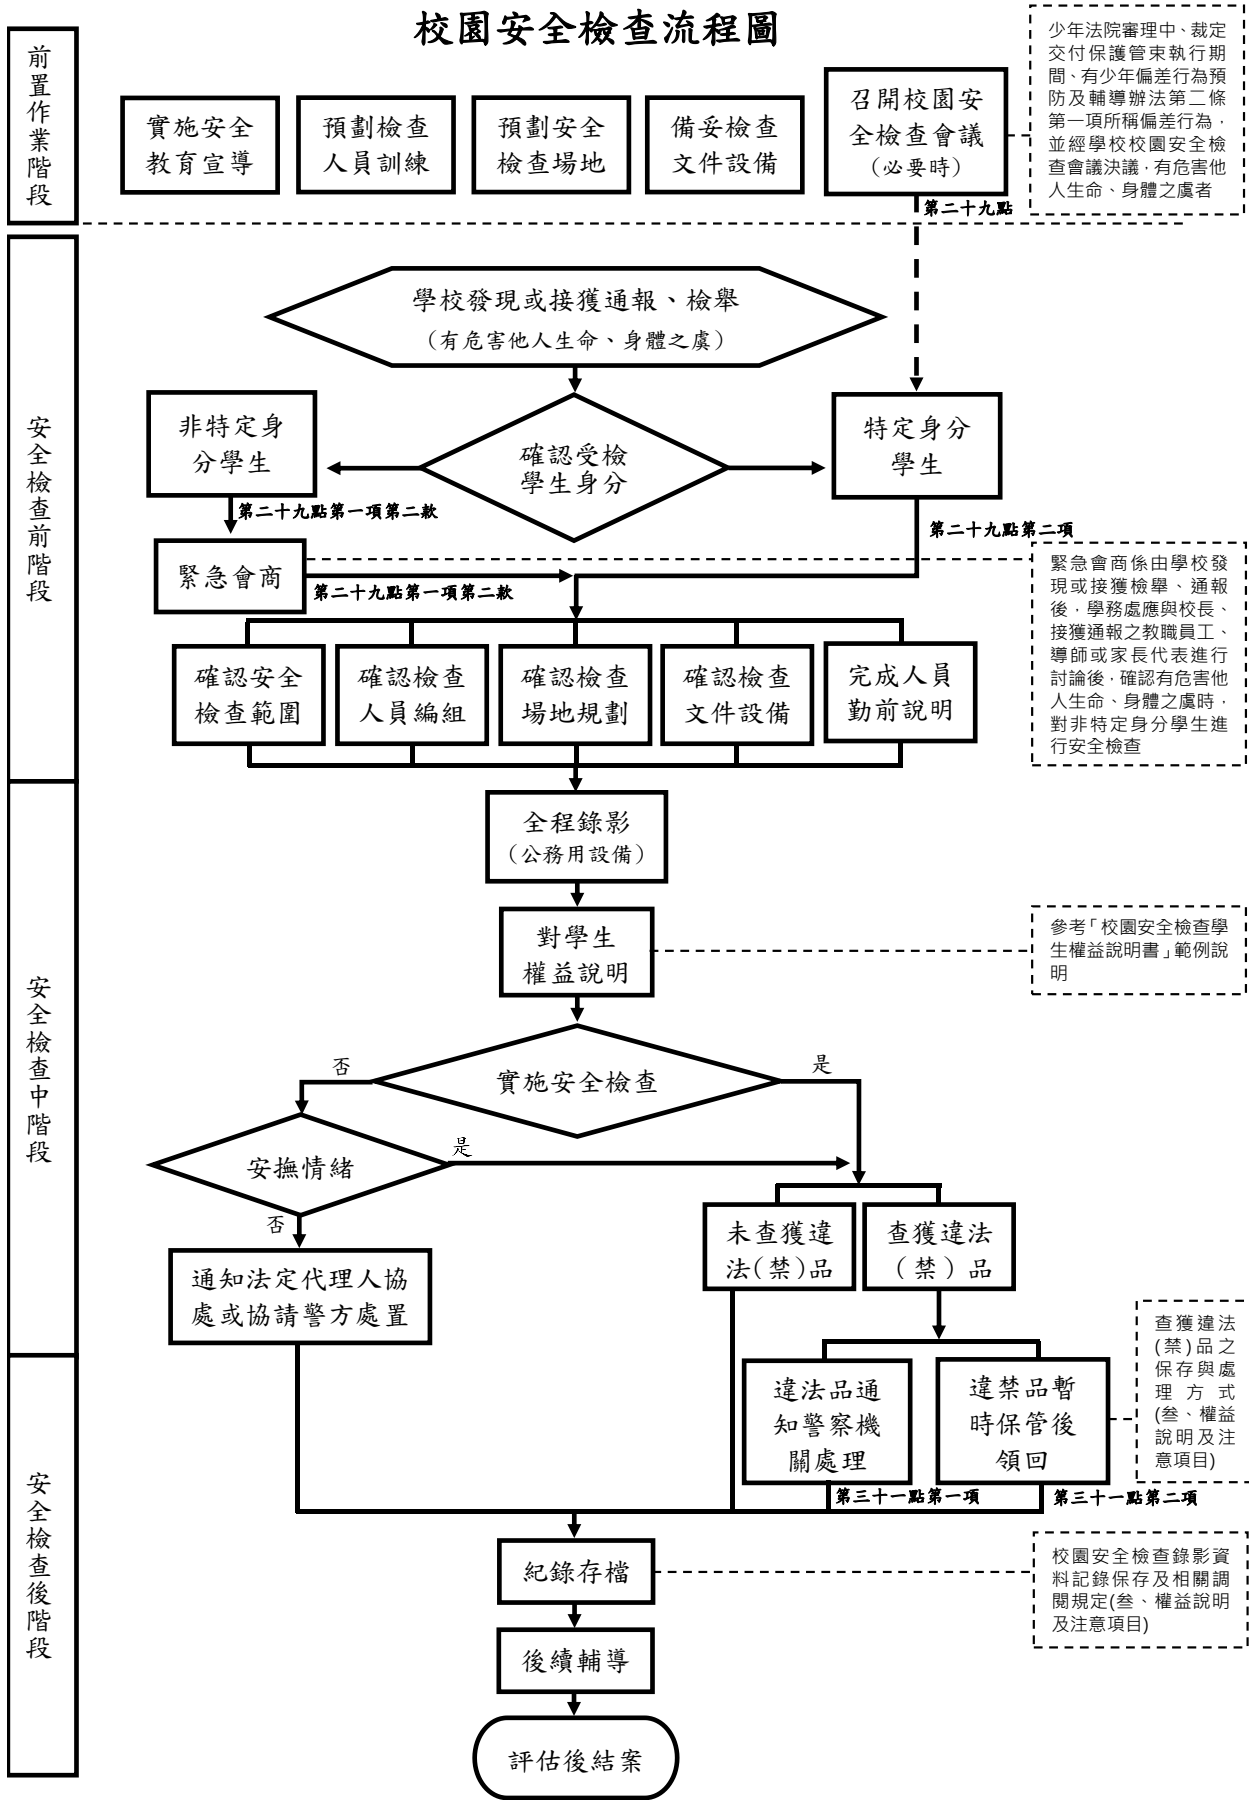 校園安全檢查流程圖
前置作業階段
實施安全
教育宣導
預劃檢查
人員訓練
預劃安全
檢查場地
備妥檢查
文件設備
召開校園安
全檢查會議
(必要時)
少年法院審理中、裁定
交付保護管束執行期
間、有少年偏差行為預
防及輔導辦法第二條
第一項所稱偏差行為，
並經學校校園安全檢
查會議決議，有危害他
人生命、身體之虞者
第二十九點
安全檢查前階段
學校發現或接獲通報、檢舉
（有危害他人生命、身體之虞）
非特定身
分學生
確認受檢
學生身分
特定身分
學生
第二十九點第一項第二款
第二十九點第二項
緊急會商
第二十九點第一項第二款
緊急會商係由學校發
現或接獲檢舉、通報
後，學務處應與校長、
接獲通報之教職員工、
導師或家長代表進行
討論後，確認有危害他
人生命、身體之虞時，
對非特定身分學生進
行安全檢查
確認安全
檢查範圍
確認檢查
人員編組
確認檢查
場地規劃
確認檢查
文件設備
完成人員
勤前說明
安全檢查中階段
全程錄影
（公務用設備）
對學生
權益說明
參考「校園安全檢查學
生權益說明書」範例說
明
實施安全檢查
否
是
安撫情緒
是
否
通知法定代理人協
處或協請警方處置
未查獲違
法(禁)品
查獲違法
（禁）品
安全檢查後階段
違法品通
知警察機
關處理
違禁品暫
時保管後
領回
查獲違法
(禁)品之
保存與處
理方式
(叁、權益
說明及注
意項目)
第三十一點第一項
第三十一點第二項
紀錄存檔
校園安全檢查錄影資
料記錄保存及相關調
閱規定(叁、權益說明
及注意項目)
後續輔導
評估後結案